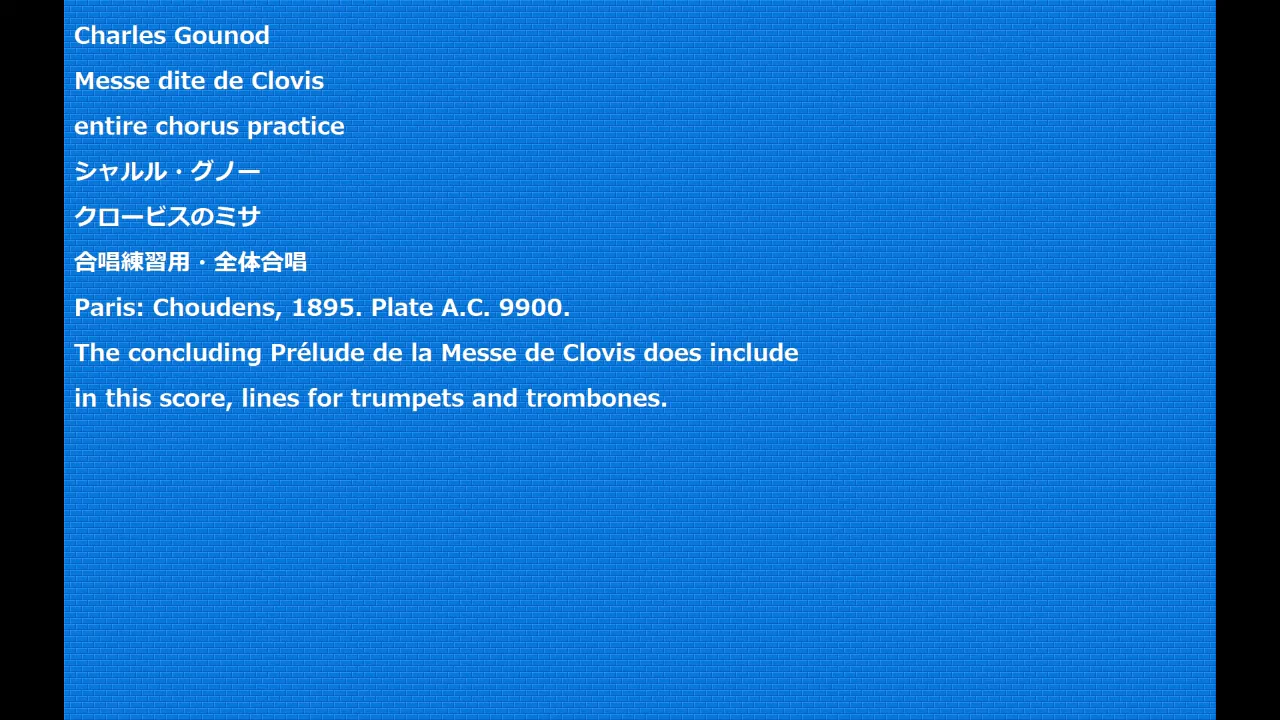 Charles Gounod
Messe dite de Clovis
entire chorus practice
シャルル・グノー
クロービスのミサ
合唱練習用・全体合唱
Paris: Choudens, 1895. Plate A.C. 9900.
The concluding Prélude de la Messe de Clovis does include
in this score, lines for trumpets and trombones.